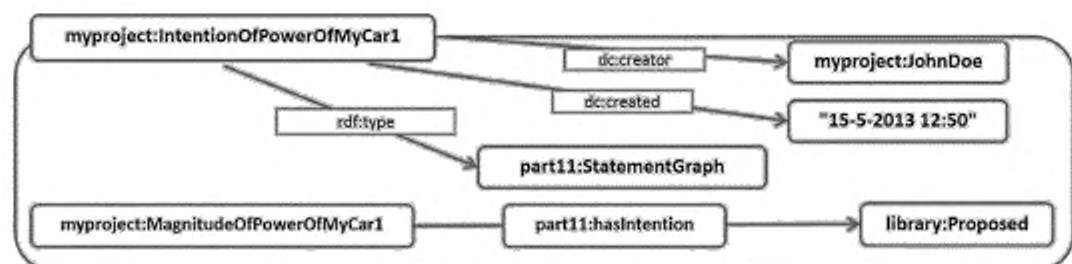 myproject:IntentionOfPowerOfMyCar1
dc:creator
myproject:JohnDoe
dc:created
"15-5-2013 12:50"
rdf:type
part11:StatementGraph
myproject:MagnitudeOfPowerOfMyCar1
part11:hasIntention
library:Proposed